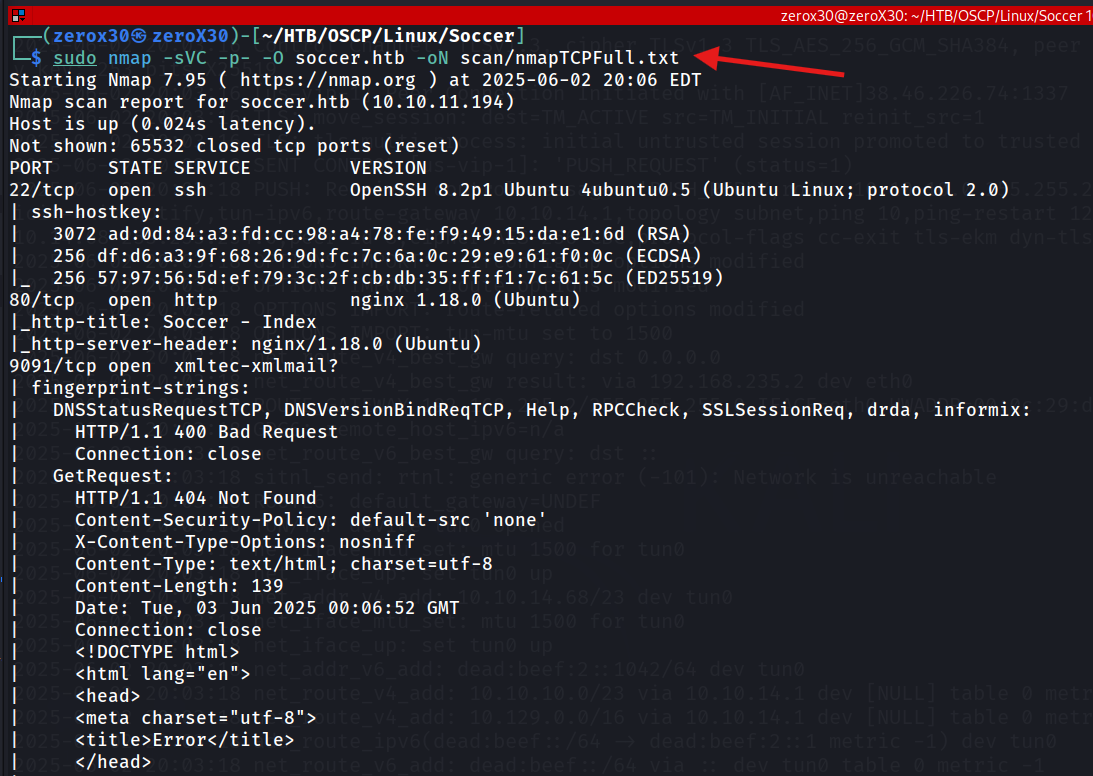 zerox30@zeroX30: ~/HTB/OSCP/Linux/Soccer 1
┌──(zerox30㉿zeroX30)-[~/HTB/OSCP/Linux/Soccer]
└─$ sudo nmap -sVC -p- -O soccer.htb -oN scan/nmapTCPFull.txt
Starting Nmap 7.95 ( https://nmap.org ) at 2025-06-02 20:06 EDT
Nmap scan report for soccer.htb (10.10.11.194)
Host is up (0.024s latency).
Not shown: 65532 closed tcp ports (reset)
PORT     STATE SERVICE         VERSION
22/tcp   open  ssh             OpenSSH 8.2p1 Ubuntu 4ubuntu0.5 (Ubuntu Linux; protocol 2.0)
| ssh-hostkey:
|   3072 ad:0d:84:a3:fd:cc:98:a4:78:fe:f9:49:15:da:e1:6d (RSA)
|   256 df:d6:a3:9f:68:26:9d:fc:7c:6a:0c:29:e9:61:f0:0c (ECDSA)
|_  256 57:97:56:5d:ef:79:3c:2f:cb:db:35:ff:f1:7c:61:5c (ED25519)
80/tcp   open  http            nginx 1.18.0 (Ubuntu)
|_http-title: Soccer - Index
|_http-server-header: nginx/1.18.0 (Ubuntu)
9091/tcp open  xmltec-xmlmail?
| fingerprint-strings:
|   DNSStatusRequestTCP, DNSVersionBindReqTCP, Help, RPCCheck, SSLSessionReq, drda, informix:
|     HTTP/1.1 400 Bad Request
|     Connection: close
|   GetRequest:
|     HTTP/1.1 404 Not Found
|     Content-Security-Policy: default-src 'none'
|     X-Content-Type-Options: nosniff
|     Content-Type: text/html; charset=utf-8
|     Content-Length: 139
|     Date: Tue, 03 Jun 2025 00:06:52 GMT
|     Connection: close
|     <!DOCTYPE html>
|     <html lang="en">
|     <head>
|     <meta charset="utf-8">
|     <title>Error</title>
|     </head>